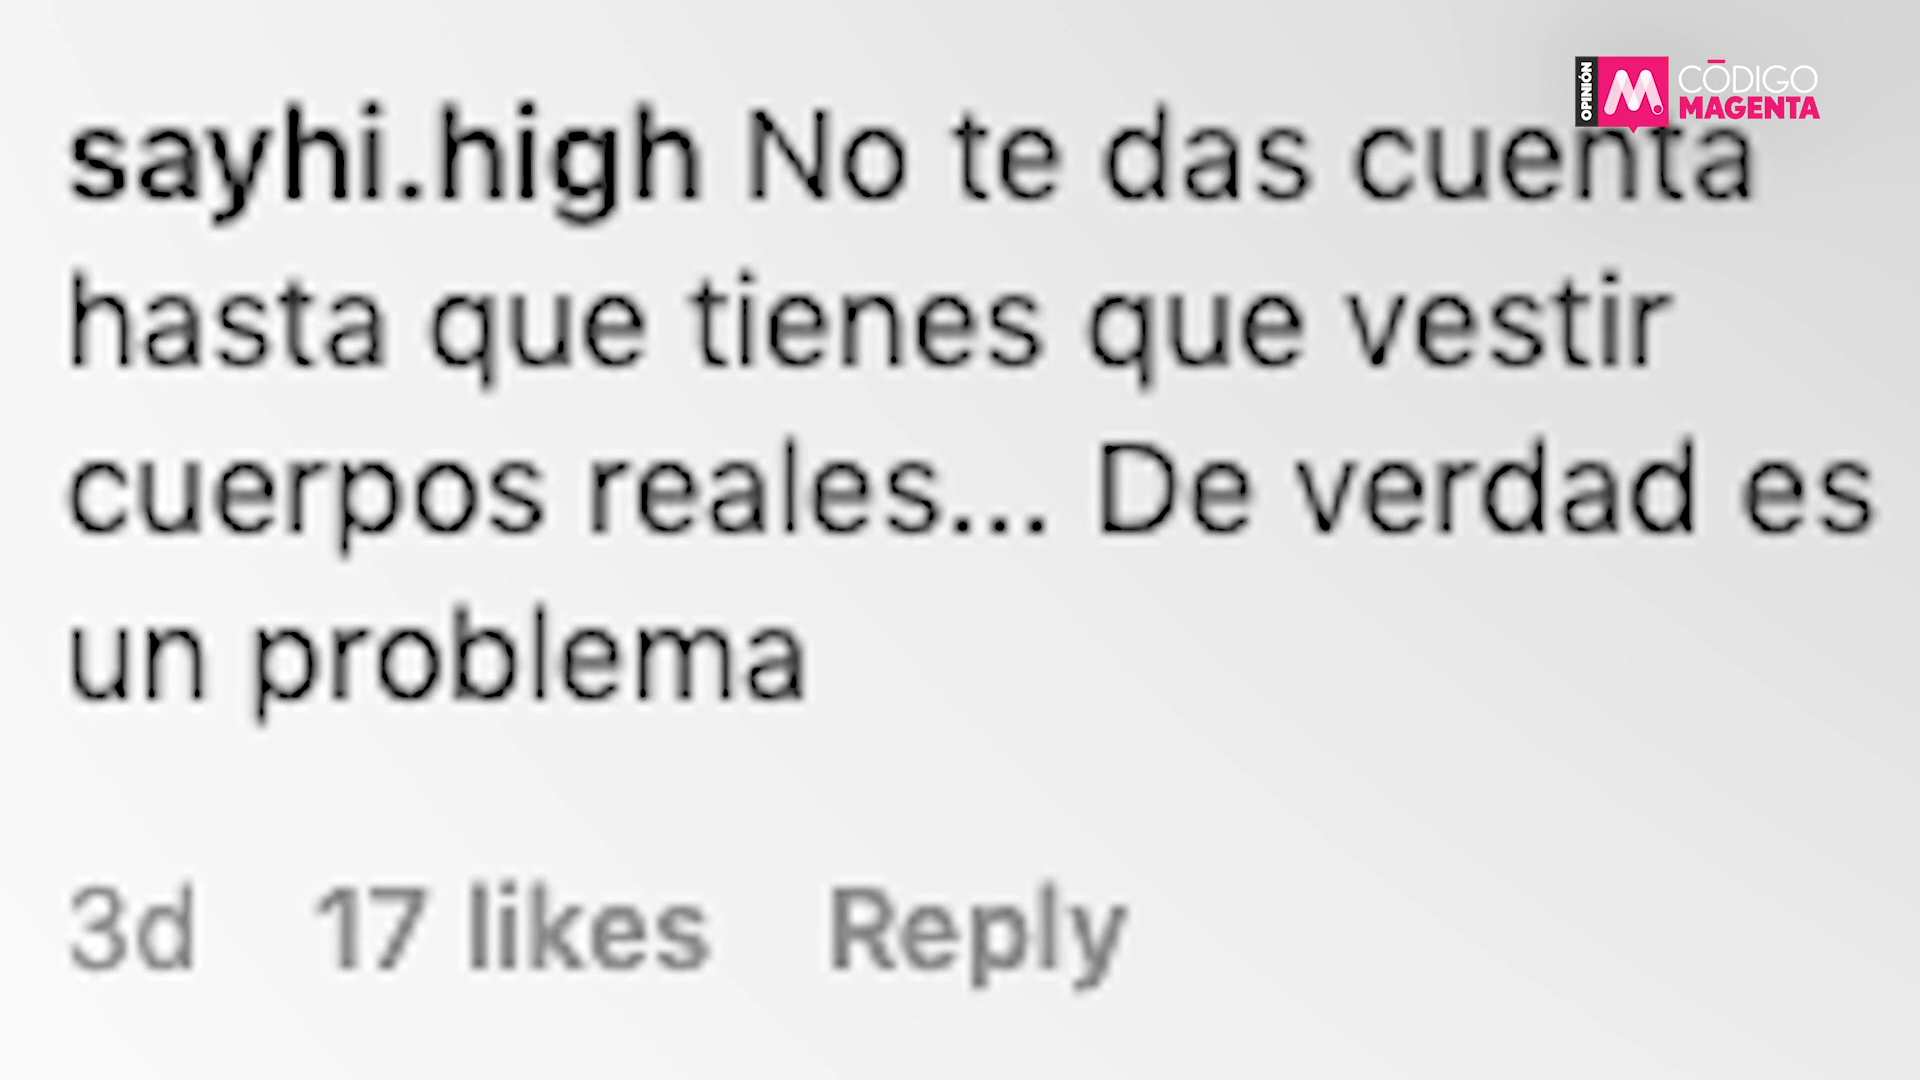 OPINIÓN M. CÓDIGO
MAGENTA
sayhi.high No te das cuenta
hasta que tienes que vestir
cuerpos reales... De verdad es
un problema
3d 17 likes Reply